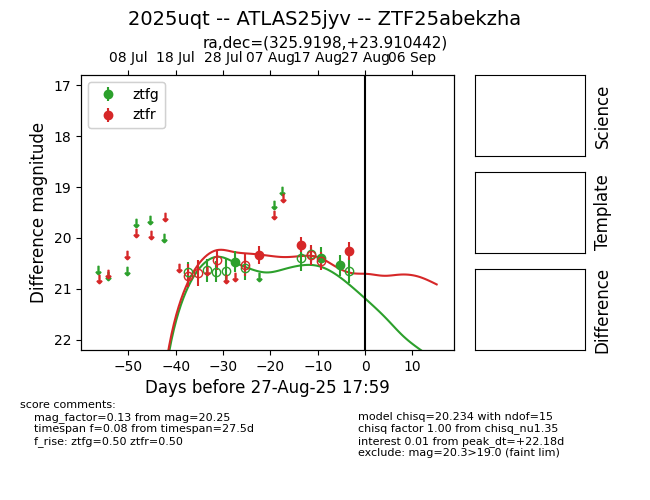 2025uqt -- ATLAS25jyv -- ZTF25abekzha
ra,dec=(325.9198,+23.910442)
08 Jul 18 Jul 28 Jul 07 Aug 17 Aug 27 Aug 06 Sep
17
18
19
20
21
22
Difference magnitude
ztfg
ztfr
−50 −40 −30 −20 −10 0 10
Days before 27-Aug-25 17:59
Science
Template
Difference
score comments:
mag_factor=0.13 from mag=20.25
timespan f=0.08 from timespan=27.5d
f_rise: ztfg=0.50 ztfr=0.50
model chisq=20.234 with ndof=15
chisq factor 1.00 from chisq_nu1.35
interest 0.01 from peak_dt=+22.18d
exclude: mag=20.3>19.0 (faint lim)